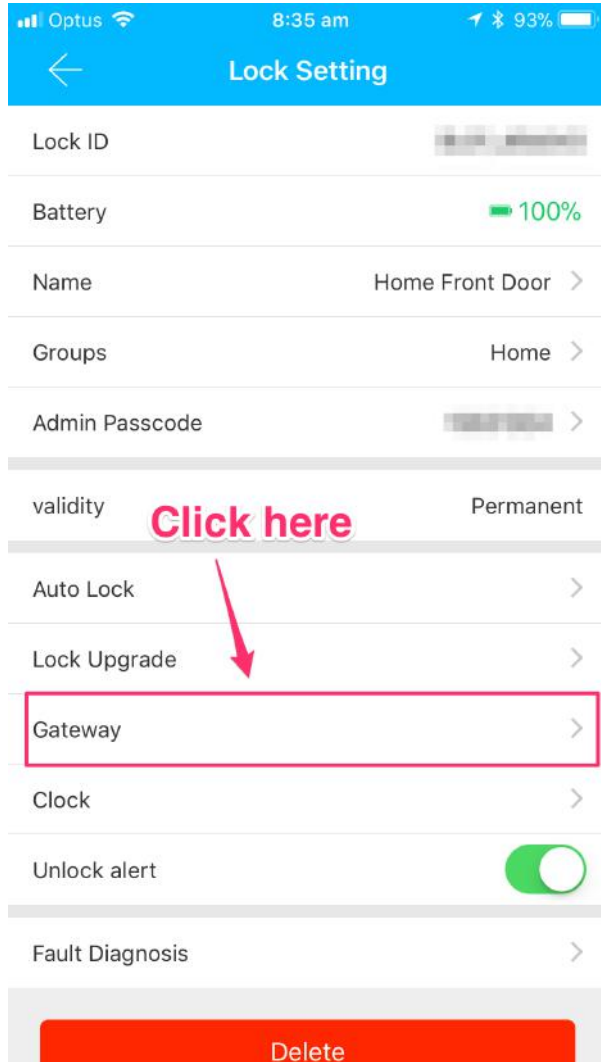 Optus 8:35 am 93%
Lock Setting
Lock ID
Battery 100%
Name Home Front Door
Groups Home
Admin Passcode
validity Permanent
Click here
Auto Lock
Lock Upgrade
Gateway
Clock
Unlock alert
Fault Diagnosis
Delete